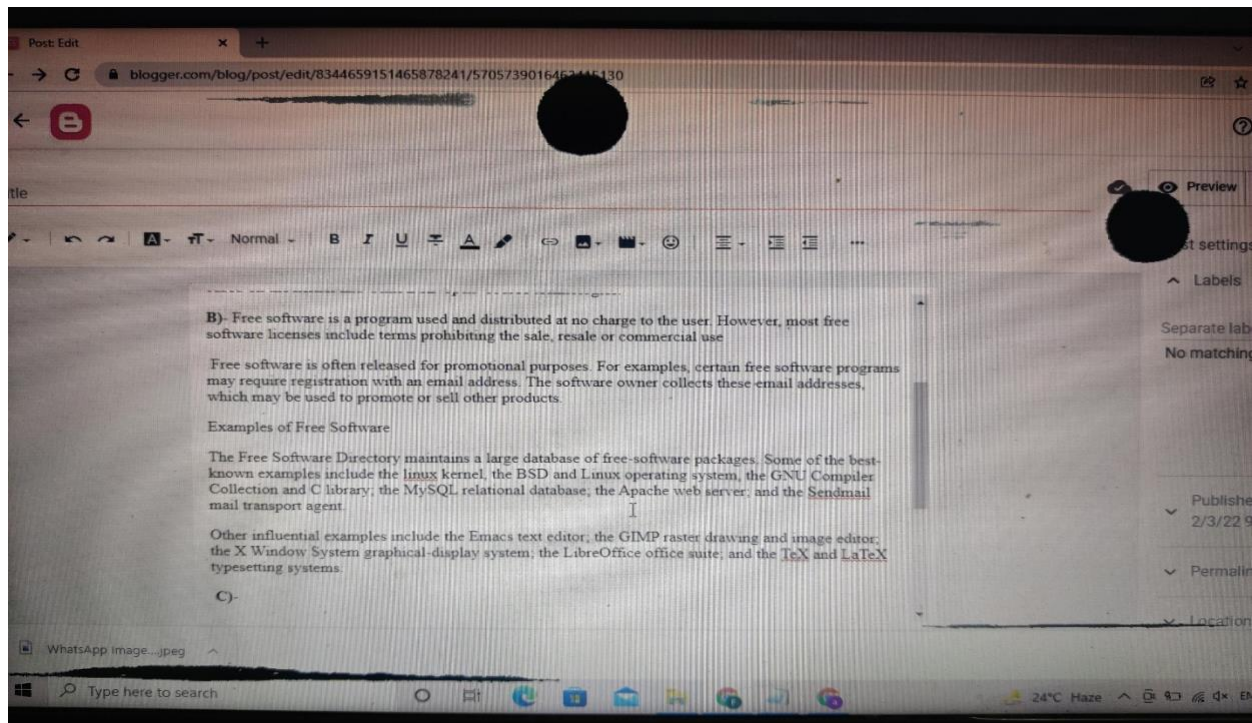 Post: Edit
blogger.com/blog/post/edit/8344659151465878241/570573901646
130
tle
Preview
Normal
B I U A
st settings
Labels
B)- Free software is a program used and distributed at no charge to the user. However, most free
software licenses include terms prohibiting the sale, resale or commercial use
Separate lab
No matching
Free software is often released for promotional purposes. For examples, certain free software programs
may require registration with an email address. The software owner collects these email addresses,
which may be used to promote or sell other products.
Examples of Free Software
The Free Software Directory maintains a large database of free-software packages. Some of the best-
known examples include the linux kernel, the BSD and Linux operating system, the GNU Compiler
Collection and C library; the MySQL relational database; the Apache web server; and the Sendmail
mail transport agent.
Publishe
2/3/22 9
Other influential examples include the Emacs text editor; the GIMP raster drawing and image editor;
the X Window System graphical-display system; the LibreOffice office suite; and the TeX and LaTeX
typesetting systems.
Permalin
C)-
Location
WhatsApp Image....jpeg
Type here to search
24°C Haze
EN